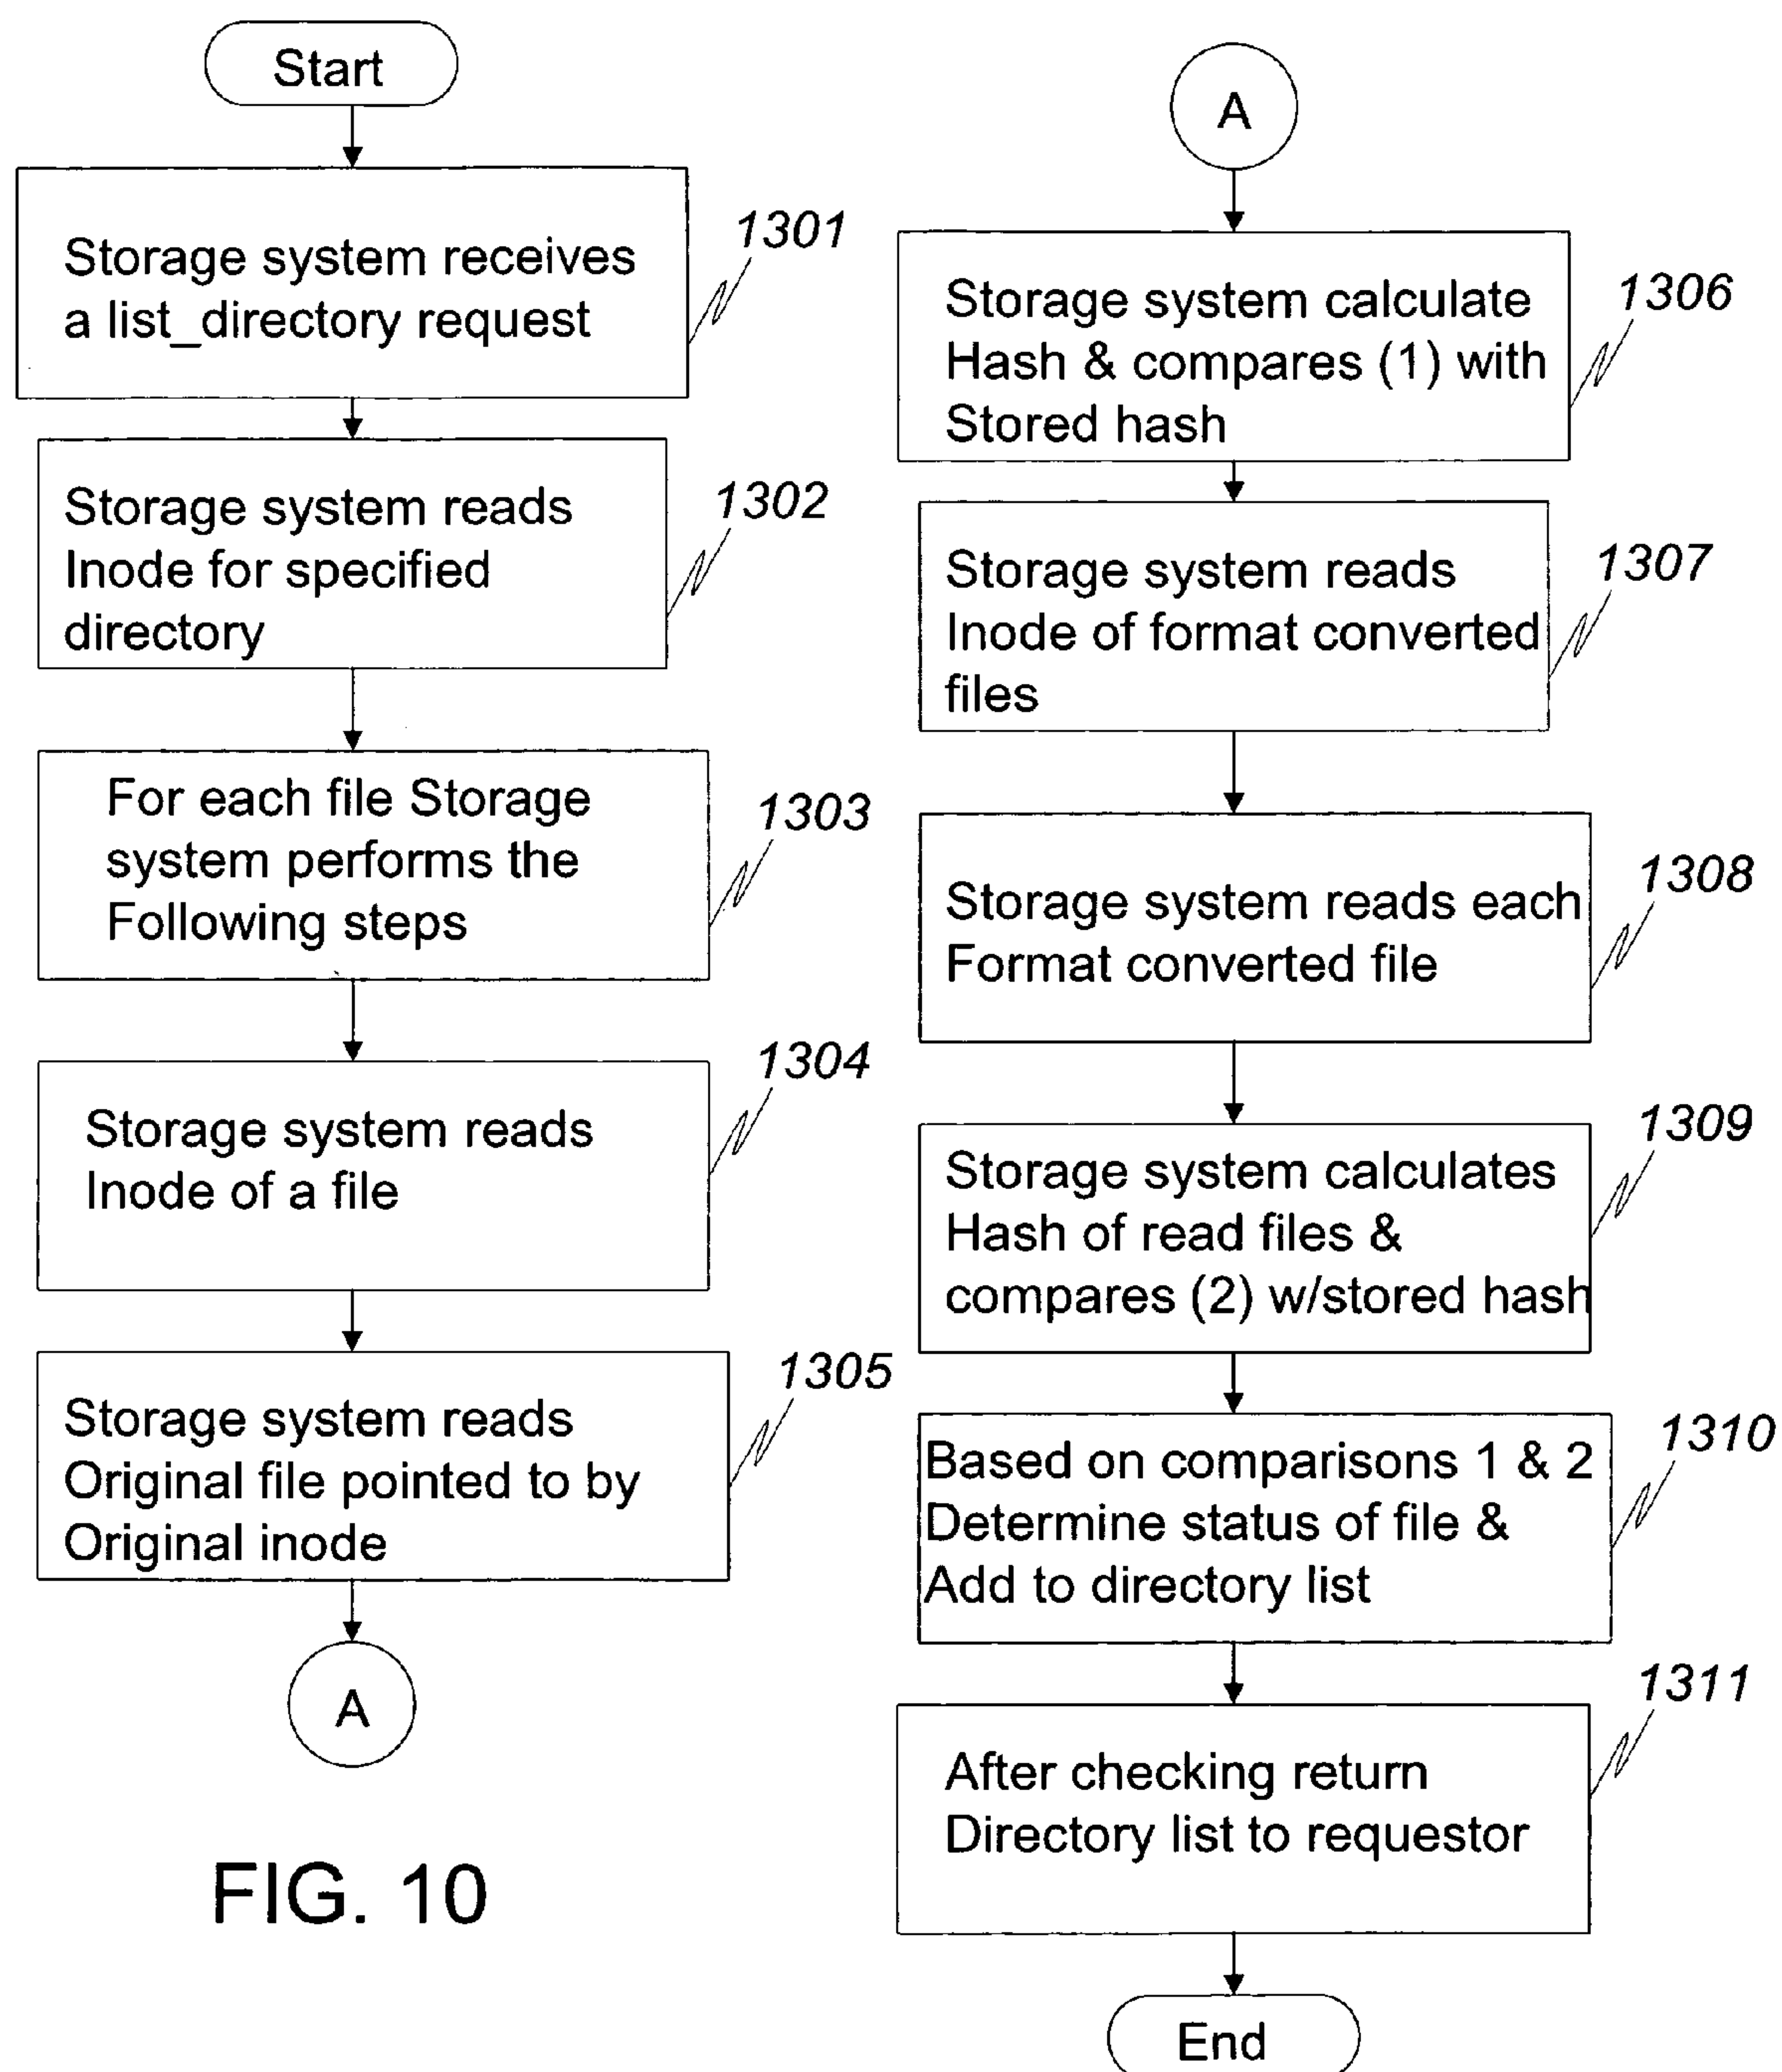 Start
Storage system receives
a list_directory request
1301
Storage system reads
Inode for specified
directory
1302
For each file Storage
system performs the
Following steps
1303
Storage system reads
Inode of a file
1304
Storage system reads
Original file pointed to by
Original inode
1305
A
FIG. 10
A
Storage system calculate
Hash & compares (1) with
Stored hash
1306
Storage system reads
Inode of format converted
files
1307
Storage system reads each
Format converted file
1308
Storage system calculates
Hash of read files &
compares (2) w/stored hash
1309
Based on comparisons 1 & 2
Determine status of file &
Add to directory list
1310
After checking return
Directory list to requestor
1311
End